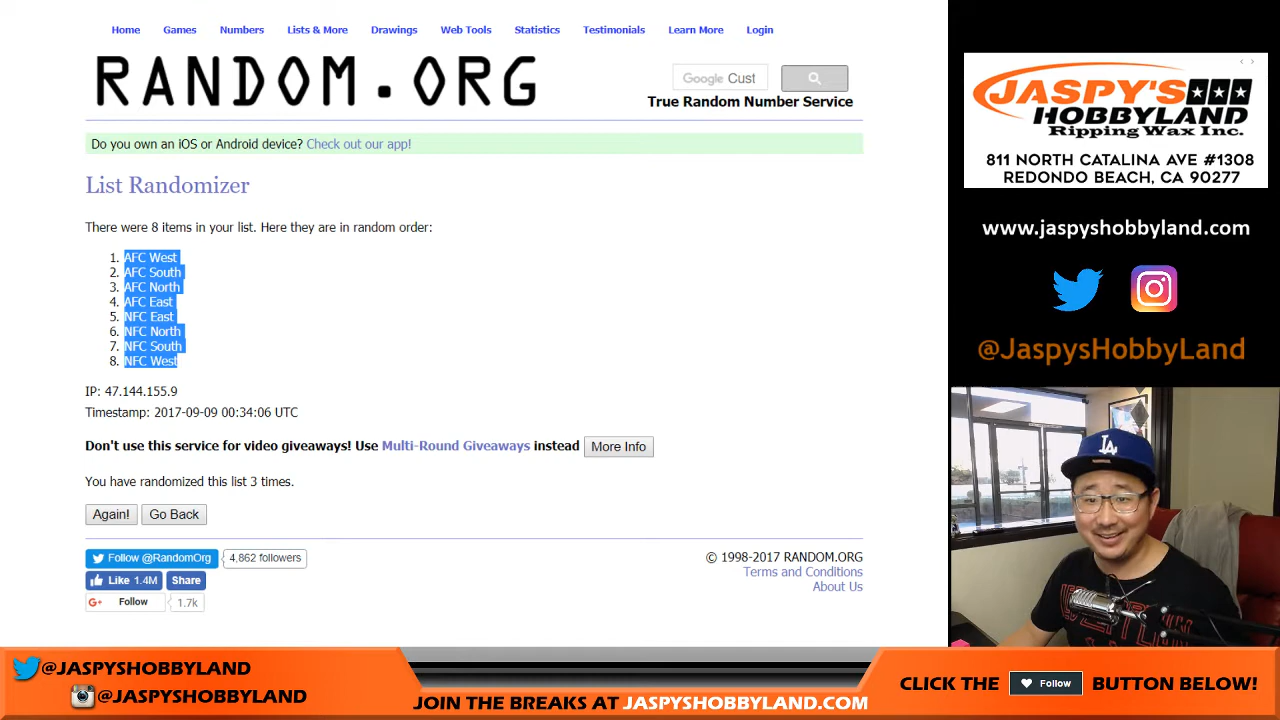 Home Games Numbers Lists & More Drawings Web Tools Statistics Testimonials Learn More Login
RANDOM.ORG
Google Cust
True Random Number Service
Do you own an iOS or Android device? Check out our app!
List Randomizer
There were 8 items in your list. Here they are in random order:
1. AFC West
2. AFC South
3. AFC North
4. AFC East
5. NFC East
6. NFC North
7. NFC South
8. NFC West
IP: 47.144.155.9
Timestamp: 2017-09-09 00:34:06 UTC
Don't use this service for video giveaways! Use Multi-Round Giveaways instead More Info
You have randomized this list 3 times.
Again! Go Back
Follow @RandomOrg 4,862 followers
Like 1.4M Share
G+ Follow 1.7k
© 1998-2017 RANDOM.ORG
Terms and Conditions
About Us
JASPY'S
HOBBYLAND
Ripping Wax Inc.
811 NORTH CATALINA AVE #1308
REDONDO BEACH, CA 90277
www.jaspyshobbyland.com
@JaspysHobbyLand
LA
@JASPYSHOBBYLAND
@JASPYSHOBBYLAND
JOIN THE BREAKS AT JASPYSHOBBYLAND.COM
CLICK THE Follow BUTTON BELOW!